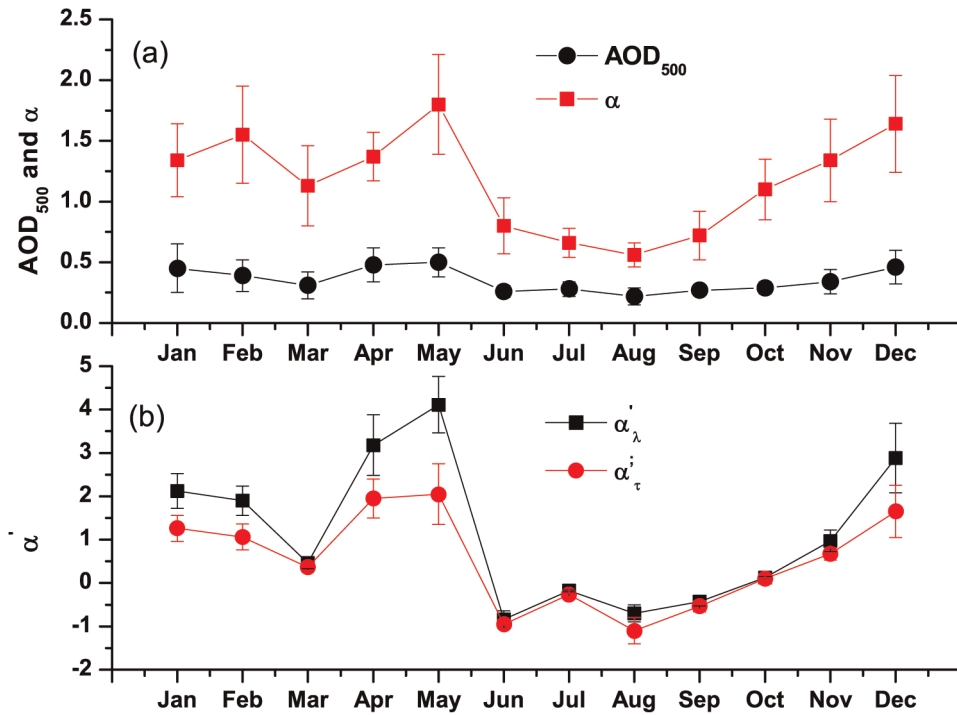 2.5
(a)
AOD500
2.0
α
1.5
1.0
0.5
0.0
AOD500 and α
Jan Feb Mar Apr May Jun Jul Aug Sep Oct Nov Dec
5
(b)
α'λ
4
α;τ
3
2
1
0
-1
-2
α'
Jan Feb Mar Apr May Jun Jul Aug Sep Oct Nov Dec